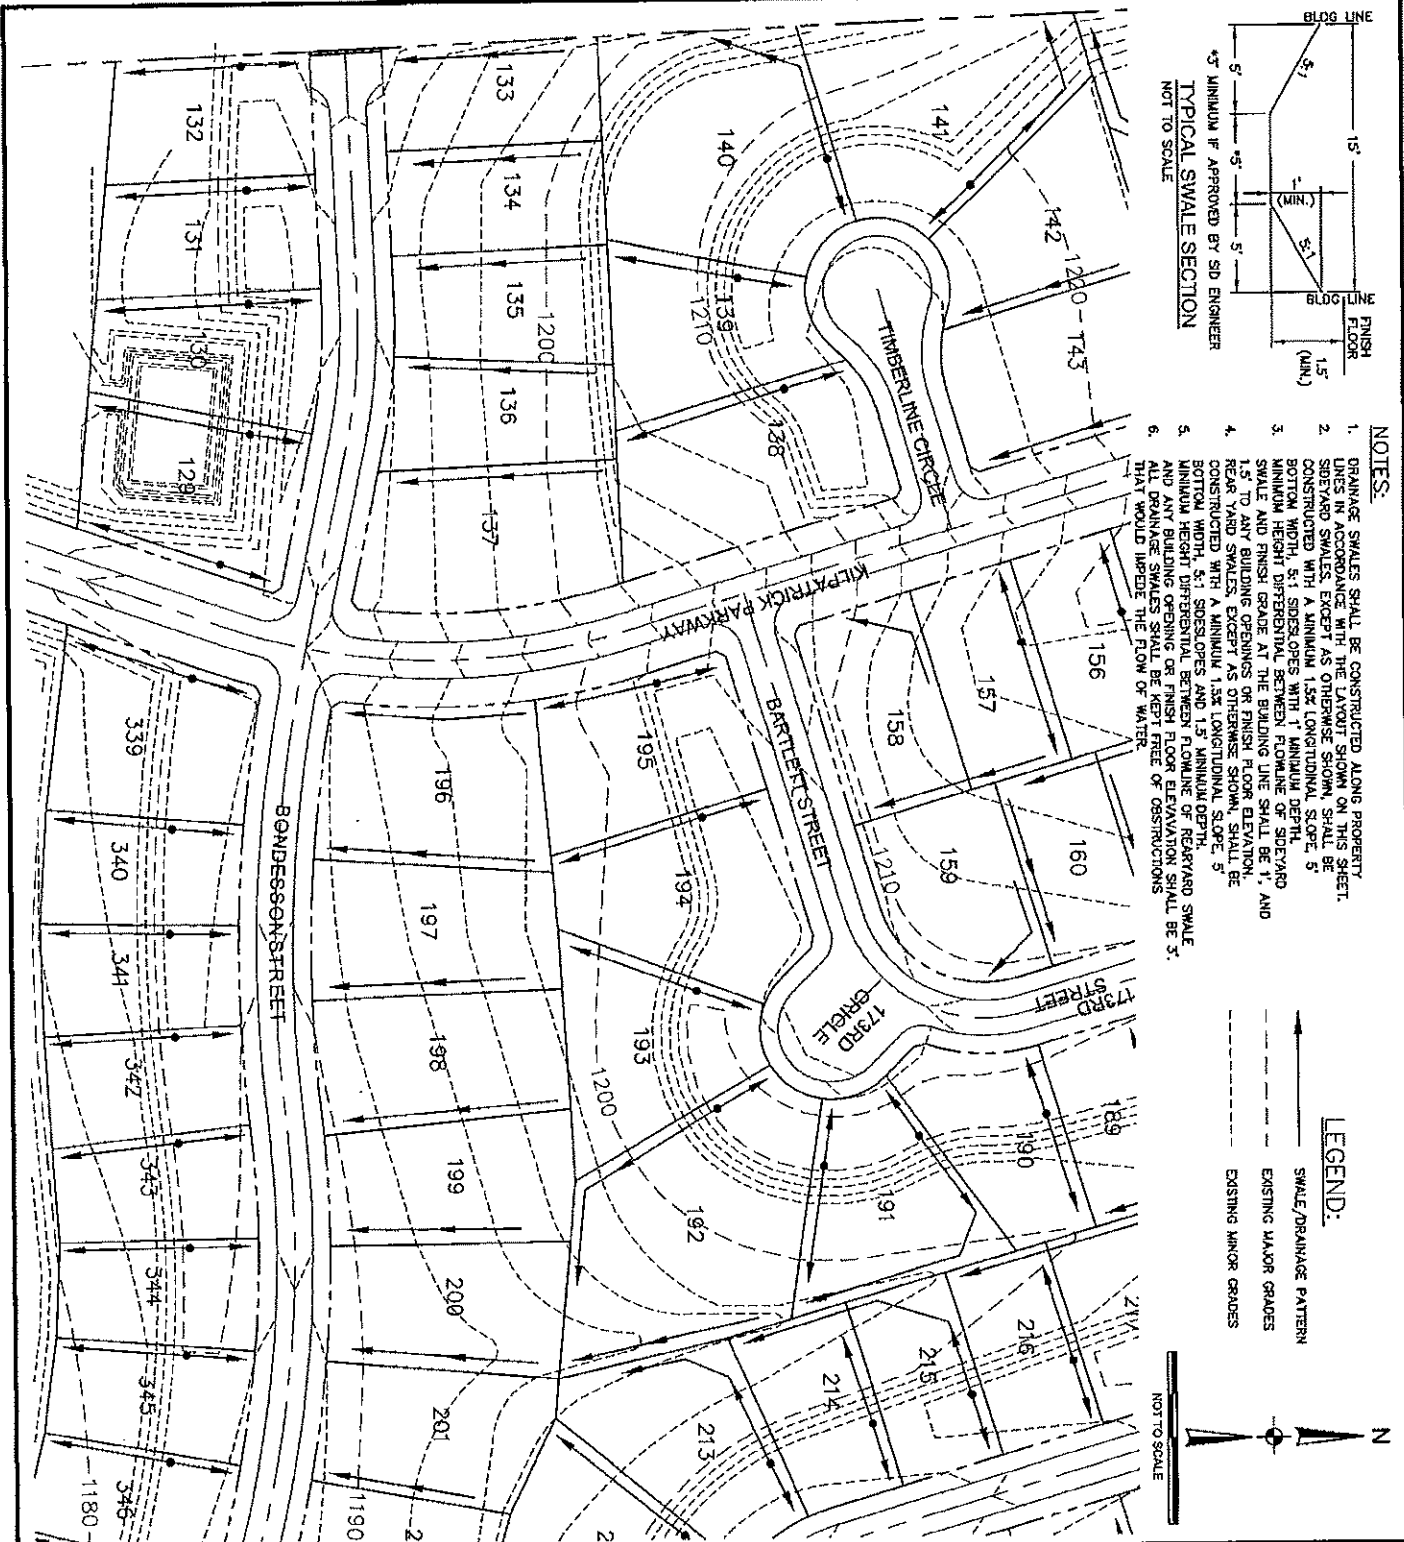 BLDG LINE
15'
FINISH
FLOOR
BLDG LINE
5:1
1'
(MIN.)
5:1
1.5'
(MIN.)
5'
*5'
5'
*3' MINIMUM IF APPROVED BY SID ENGINEER
TYPICAL SWALE SECTION
NOT TO SCALE
NOTES:
1. DRAINAGE SWALES SHALL BE CONSTRUCTED ALONG PROPERTY
LINES IN ACCORDANCE WITH THE LAYOUT SHOWN ON THIS SHEET.
2. SIDEYARD SWALES, EXCEPT AS OTHERWISE SHOWN, SHALL BE
CONSTRUCTED WITH A MINIMUM 1.5% LONGITUDINAL SLOPE, 5'
BOTTOM WIDTH, 5:1 SIDESLOPES WITH 1' MINIMUM DEPTH.
3. MINIMUM HEIGHT DIFFERENTIAL BETWEEN FLOWLINE OF SIDEYARD
SWALE AND FINISH GRADE AT THE BUILDING LINE SHALL BE 1', AND
1.5' TO ANY BUILDING OPENINGS OR FINISH FLOOR ELEVATION.
4. REAR YARD SWALES, EXCEPT AS OTHERWISE SHOWN, SHALL BE
CONSTRUCTED WITH A MINIMUM 1.5% LONGITUDINAL SLOPE, 5'
BOTTOM WIDTH, 5:1 SIDESLOPES AND 1.5' MINIMUM DEPTH.
5. MINIMUM HEIGHT DIFFERENTIAL BETWEEN FLOWLINE OF REARYARD SWALE
AND ANY BUILDING OPENING OR FINISH FLOOR ELEVAVATION SHALL BE 3'.
6. ALL DRAINAGE SWALES SHALL BE KEPT FREE OF OBSTRUCTIONS
THAT WOULD IMPEDE THE FLOW OF WATER.
LEGEND:
SWALE/DRAINAGE PATTERN
EXISTING MAJOR GRADES
EXISTING MINOR GRADES
N
NOT TO SCALE
141
142
1220
143
140
139
1210
138
TIMBERLINE CIRCLE
KILPATRICK PARKWAY
133
134
135
1200
136
137
132
131
130
129
156
157
158
159
160
1210
BARTLETT STREET
173RD
STREET
173RD
CRICLE
189
190
191
192
193
194
195
1200
196
197
198
199
200
201
213
214
215
216
BONDESSON STREET
1190
339
340
341
342
343
344
345
346
1180